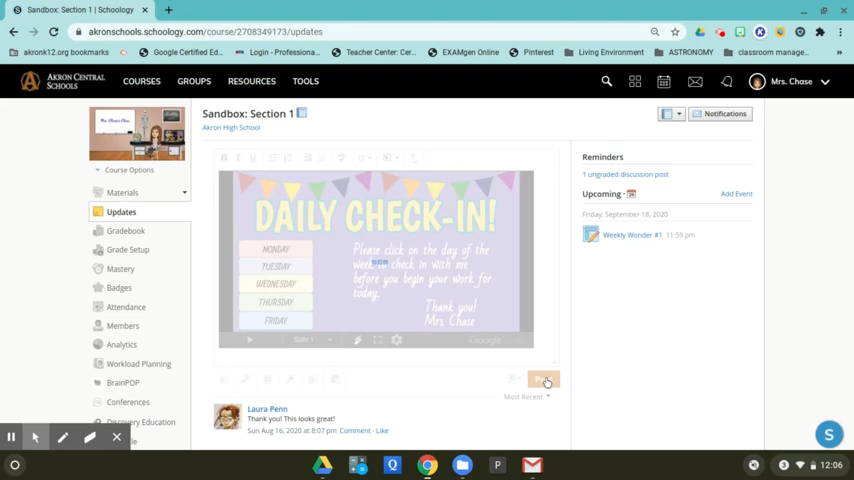 Sandbox: Section 1 | Schoology
akronschools.schoology.com/course/2708349173/updates
akronk12.org bookmarks
Google Certified Ed...
Login - Professiona...
Teacher Center: Cer...
EXAMgen Online
Pinterest
Living Environment
ASTRONOMY
classroom manage...
AKRON CENTRAL SCHOOLS
COURSES
GROUPS
RESOURCES
TOOLS
Mrs. Chase
Sandbox: Section 1
Akron High School
Notifications
Course Options
Materials
Updates
Gradebook
Grade Setup
Mastery
Badges
Attendance
Members
Analytics
Workload Planning
BrainPOP
Conferences
Discovery Education
B I U
DAILY CHECK-IN!
MONDAY
TUESDAY
WEDNESDAY
THURSDAY
FRIDAY
Please click on the day of the
week to check in with me
before you begin your work for
today.
Thank you!
Mrs. Chase
Slide 1
Google
Post
Most Recent
Laura Penn
Thank you! This looks great!
Sun Aug 16, 2020 at 8:07 pm Comment · Like
Reminders
1 ungraded discussion post
Upcoming ·
Add Event
Friday, September 18, 2020
Weekly Wonder #1 11:59 pm
S
3
12:06